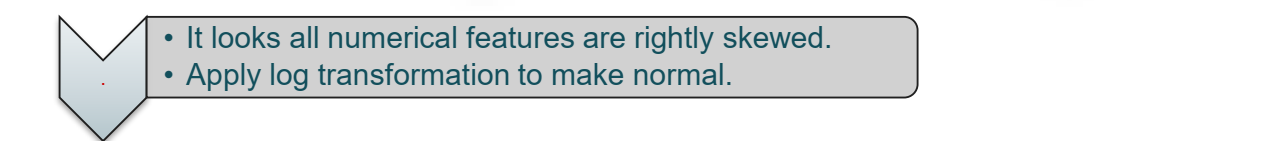 • It looks all numerical features are rightly skewed.
• Apply log transformation to make normal.
.